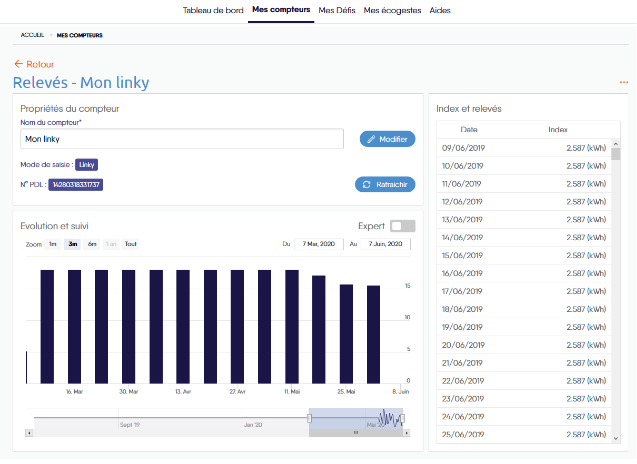 Tableau de bord Mes compteurs Mes Défis Mes écogestes Aides
ACCUEIL MES COMPTEURS
← Retour
Relevés - Mon linky
...
Propriétés du compteur
Nom du compteur*
Mon linky
Modifier
Mode de saisie : Linky
N° PDL : 14280318331737
Rafraichir
Evolution et suivi
Expert
Zoom 1m 3m 6m 1 an Tout
Du 7 Mar, 2020 Au 7 Juin, 2020
15
10
5
0
16. Mar 30. Mar 13. Avr 27. Avr 11. Mai 25. Mai 8. Juin
Sept '19 Jan '20 Mai '20
Index et relevés
Date Index
09/06/2019 2.587 (kWh)
10/06/2019 2.587 (kWh)
11/06/2019 2.587 (kWh)
12/06/2019 2.587 (kWh)
13/06/2019 2.587 (kWh)
14/06/2019 2.587 (kWh)
15/06/2019 2.587 (kWh)
16/06/2019 2.587 (kWh)
17/06/2019 2.587 (kWh)
18/06/2019 2.587 (kWh)
19/06/2019 2.587 (kWh)
20/06/2019 2.587 (kWh)
21/06/2019 2.587 (kWh)
22/06/2019 2.587 (kWh)
23/06/2019 2.587 (kWh)
24/06/2019 2.587 (kWh)
25/06/2019 2.587 (kWh)